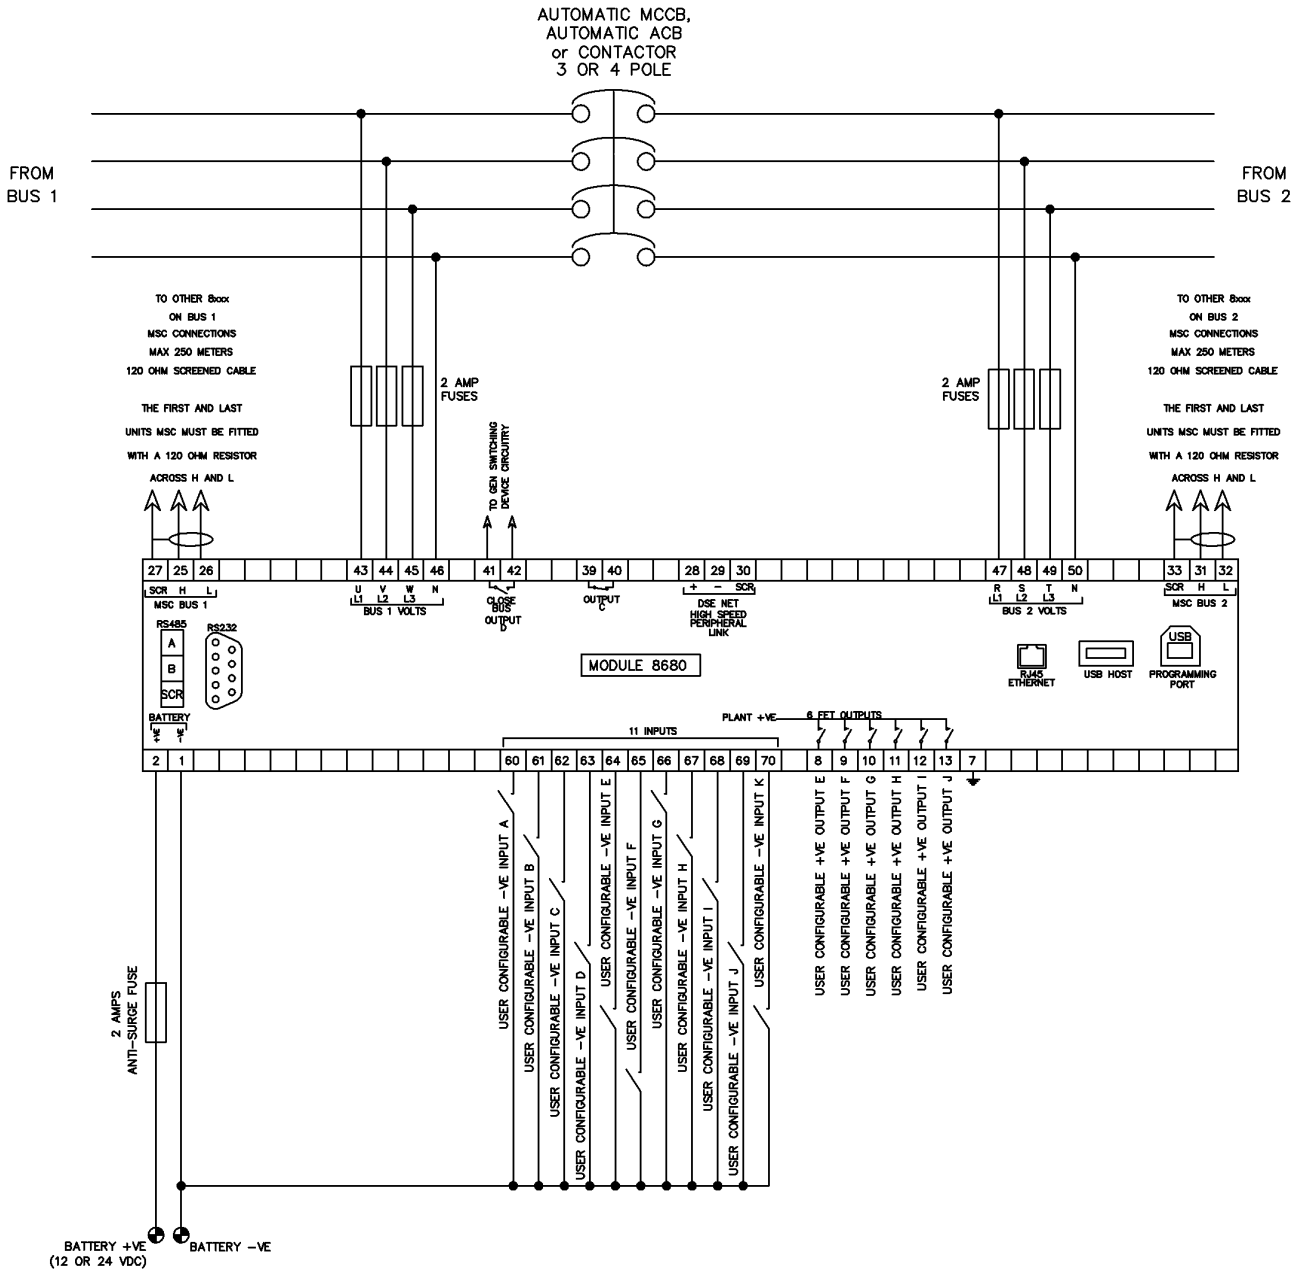 AUTOMATIC MCCB,
AUTOMATIC ACB
or CONTACTOR
3 OR 4 POLE
FROM
BUS 1
FROM
BUS 2
TO OTHER 8xxx
ON BUS 1
MSC CONNECTIONS
MAX 250 METERS
120 OHM SCREENED CABLE
THE FIRST AND LAST
UNITS MSC MUST BE FITTED
WITH A 120 OHM RESISTOR
ACROSS H AND L
2 AMP
FUSES
TO GEN SWITCHING
DEVICE CIRCUITRY
2 AMP
FUSES
TO OTHER 8xxx
ON BUS 2
MSC CONNECTIONS
MAX 250 METERS
120 OHM SCREENED CABLE
THE FIRST AND LAST
UNITS MSC MUST BE FITTED
WITH A 120 OHM RESISTOR
ACROSS H AND L
27 25 26 43 44 45 46 41 42 39 40 28 29 30 47 48 49 50 33 31 32
SCR H L
MSC BUS 1
U V W N
L1 L2 L3
BUS 1 VOLTS
CLOSE
BUS
OUTPUT
D
OUTPUT
C
+ − SCR
DSE NET
HIGH SPEED
PERIPHERAL
LINK
R S T N
L1 L2 L3
BUS 2 VOLTS
SCR H L
MSC BUS 2
RS485
A
B
SCR
RS232
MODULE 8680
RJ45
ETHERNET
USB HOST
USB
PROGRAMMING
PORT
BATTERY
+VE
−VE
11 INPUTS
PLANT +VE
6 FET OUTPUTS
2 1 60 61 62 63 64 65 66 67 68 69 70 8 9 10 11 12 13 7
USER CONFIGURABLE −VE INPUT A
USER CONFIGURABLE −VE INPUT B
USER CONFIGURABLE −VE INPUT C
USER CONFIGURABLE −VE INPUT D
USER CONFIGURABLE −VE INPUT E
USER CONFIGURABLE −VE INPUT F
USER CONFIGURABLE −VE INPUT G
USER CONFIGURABLE −VE INPUT H
USER CONFIGURABLE −VE INPUT I
USER CONFIGURABLE −VE INPUT J
USER CONFIGURABLE −VE INPUT K
USER CONFIGURABLE +VE OUTPUT E
USER CONFIGURABLE +VE OUTPUT F
USER CONFIGURABLE +VE OUTPUT G
USER CONFIGURABLE +VE OUTPUT H
USER CONFIGURABLE +VE OUTPUT I
USER CONFIGURABLE +VE OUTPUT J
2 AMPS
ANTI−SURGE FUSE
BATTERY +VE
(12 OR 24 VDC)
BATTERY −VE